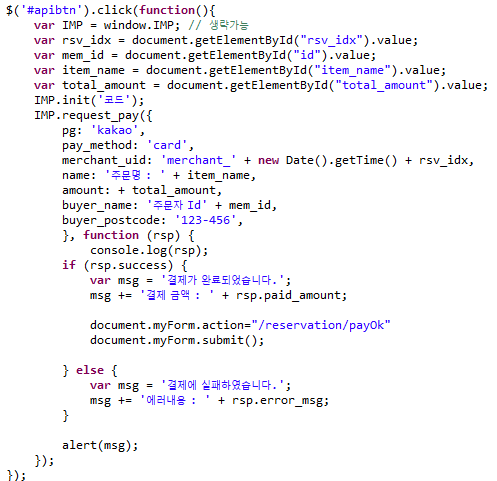 $('#apibtn').click(function(){
    var IMP = window.IMP; // 생략가능
    var rsv_idx = document.getElementById("rsv_idx").value;
    var mem_id = document.getElementById("id").value;
    var item_name = document.getElementById("item_name").value;
    var total_amount = document.getElementById("total_amount").value;
    IMP.init('코드');
    IMP.request_pay({
        pg: 'kakao',
        pay_method: 'card',
        merchant_uid: 'merchant_' + new Date().getTime() + rsv_idx,
        name: '주문명 : ' + item_name,
        amount: + total_amount,
        buyer_name: '주문자 Id' + mem_id,
        buyer_postcode: '123-456',
        }, function (rsp) {
            console.log(rsp);
        if (rsp.success) {
            var msg = '결제가 완료되었습니다.';
            msg += '결제 금액 : ' + rsp.paid_amount;
            document.myForm.action="/reservation/payOk"
            document.myForm.submit();
        } else {
            var msg = '결제에 실패하였습니다.';
            msg += '에러내용 : ' + rsp.error_msg;
        }
        alert(msg);
    });
});